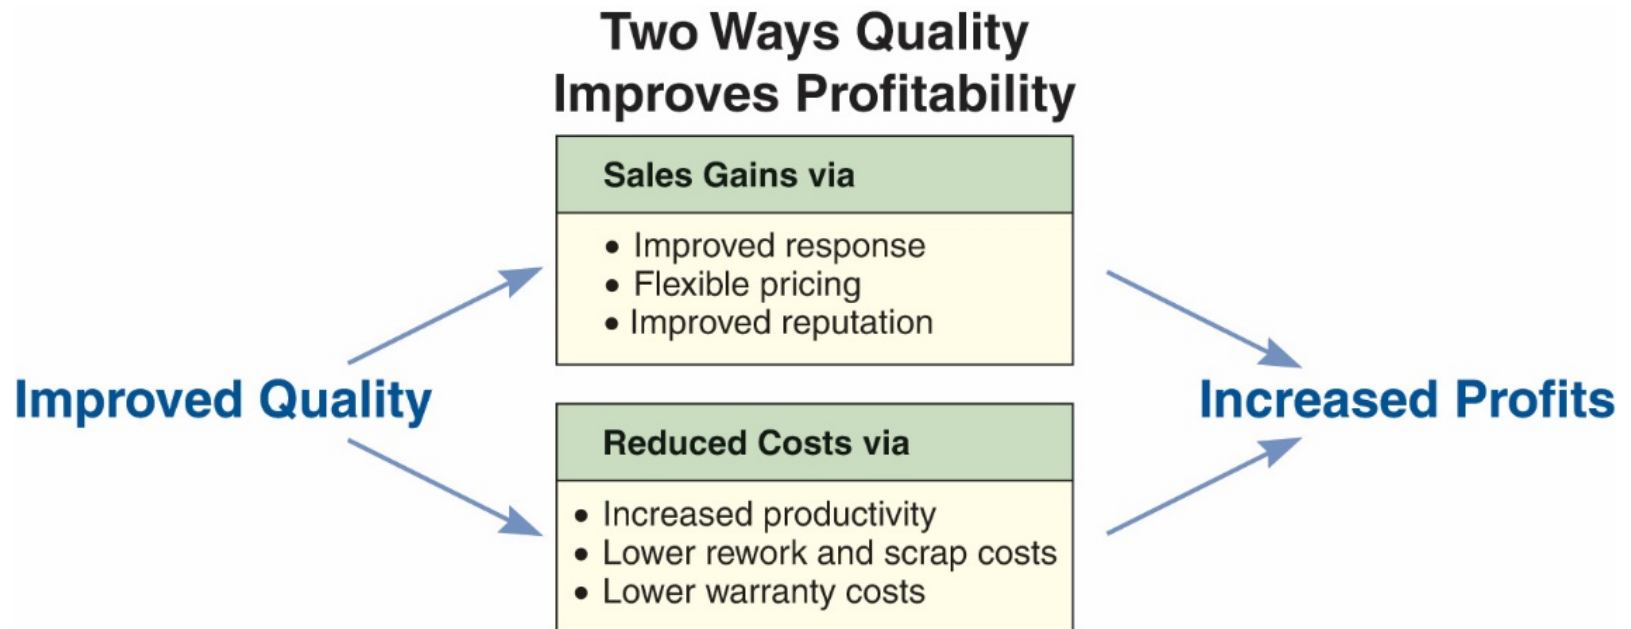 Two Ways Quality
Improves Profitability
Sales Gains via
• Improved response
• Flexible pricing
• Improved reputation
Improved Quality
Increased Profits
Reduced Costs via
• Increased productivity
• Lower rework and scrap costs
• Lower warranty costs